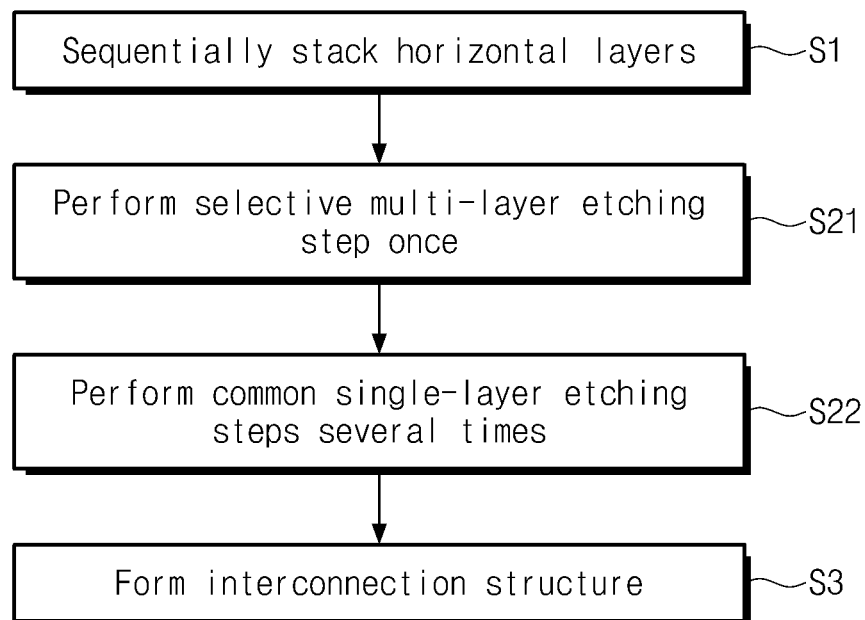 Sequentially stack horizontal layers
S1
Perform selective multi-layer etching
step once
S21
Perform common single-layer etching
steps several times
S22
Form interconnection structure
S3